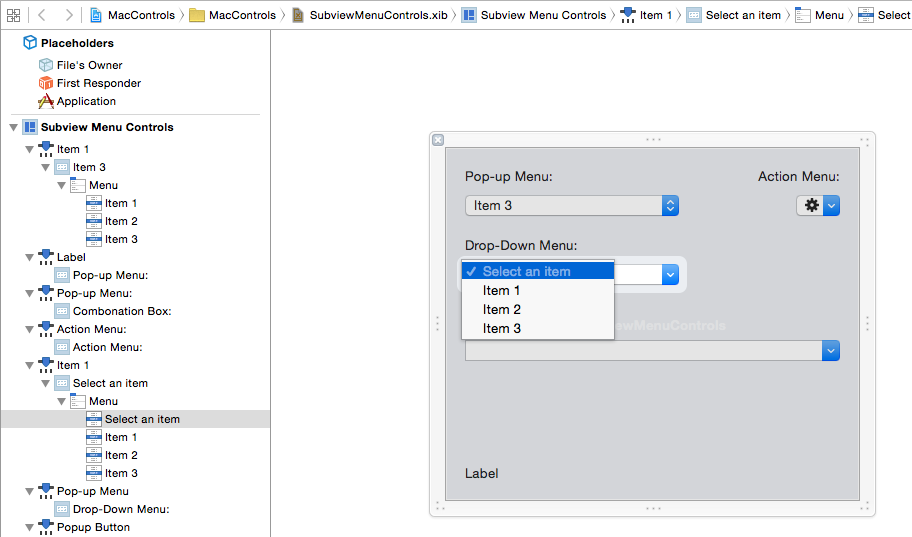 MacControls
MacControls
SubviewMenuControls.xib
Subview Menu Controls
Item 1
Select an item
Menu
Select
Placeholders
File's Owner
First Responder
Application
Subview Menu Controls
Item 1
Item 3
Menu
Item 1
Item 2
Item 3
Label
Pop-up Menu:
Pop-up Menu:
Combonation Box:
Action Menu:
Action Menu:
Item 1
Select an item
Menu
Select an item
Item 1
Item 2
Item 3
Pop-up Menu
Drop-Down Menu:
Popup Button
Pop-up Menu:
Action Menu:
Item 3
Drop-Down Menu:
Select an item
Item 1
Item 2
Item 3
ewMenuControls
Label